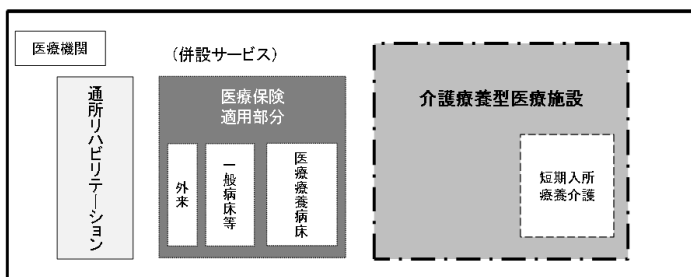 医療機関
（併設サービス）
通所リハビリテーション
医療保険
適用部分
外来
一般病床等
医療療養病床
介護療養型医療施設
短期入所
療養介護